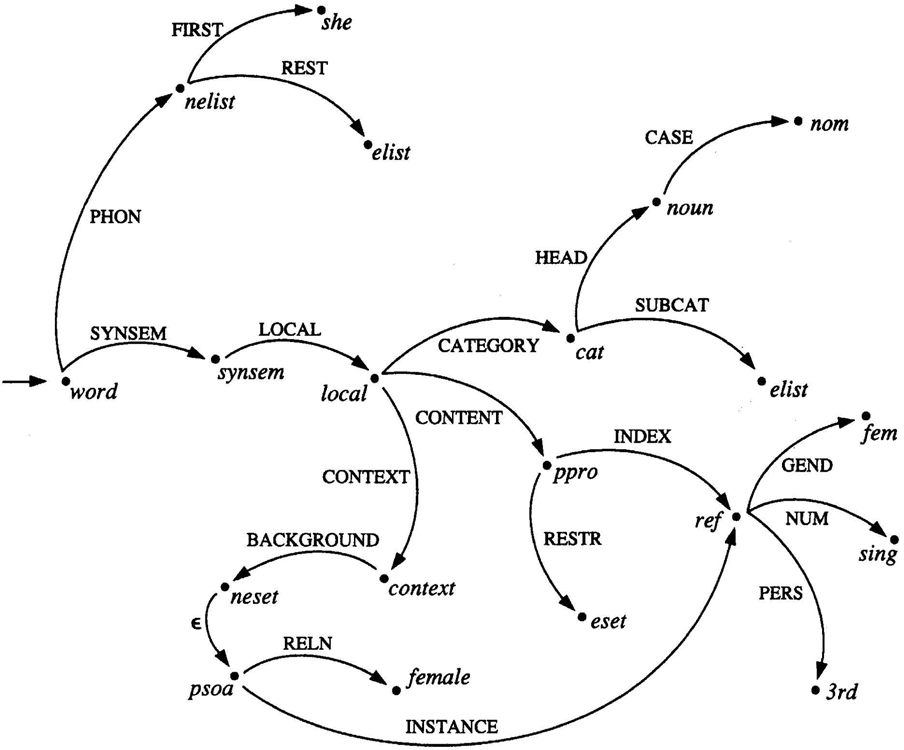 she
FIRST
REST
nelist
nom
elist
CASE
noun
PHON
HEAD
SUBCAT
SYNSEM
LOCAL
CATEGORY
cat
synsem
word
local
elist
CONTENT
fem
INDEX
GEND
CONTEXT
ppro
ref
NUM
BACKGROUND
RESTR
sing
neset
context
PERS
ϵ
eset
RELN
psoa
female
3rd
INSTANCE